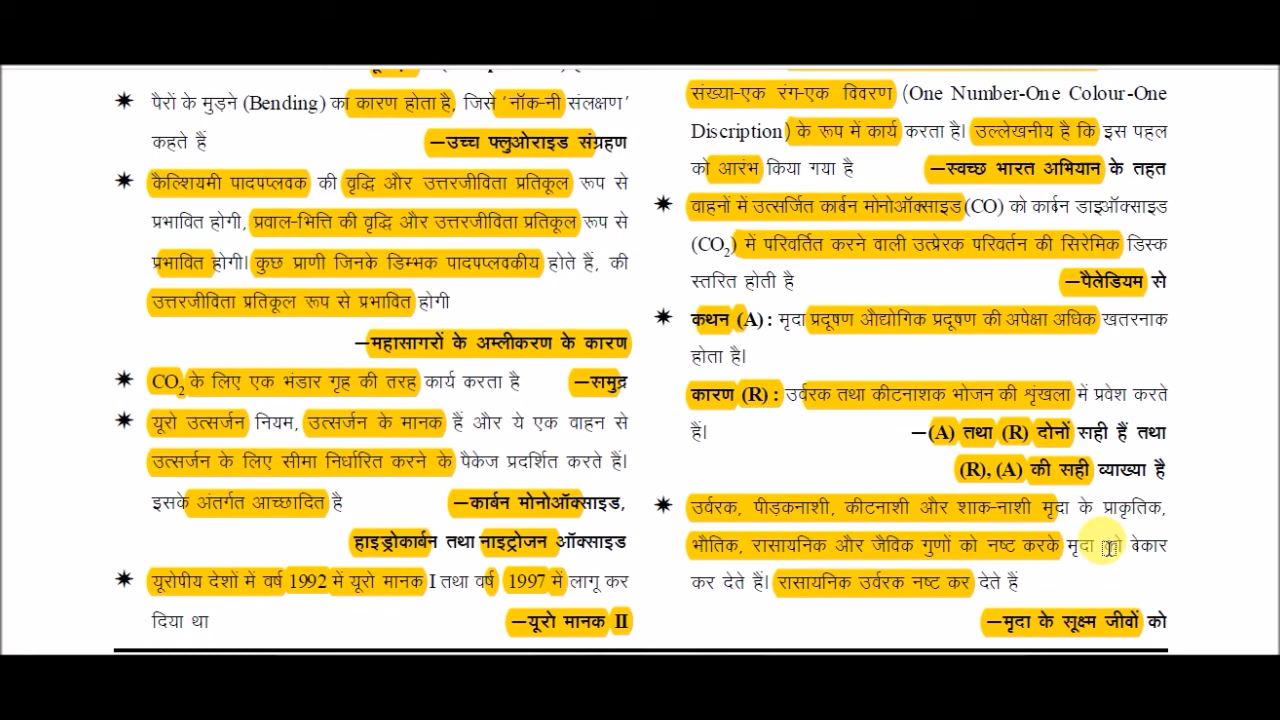 पैरों के मुड़ने (Bending) का कारण होता है, जिसे 'नॉक-नी संलक्षण'
कहते हैं —उच्च फ्लुओराइड संग्रहण
कैल्शियमी पादपप्लवक की वृद्धि और उत्तरजीविता प्रतिकूल रूप से
प्रभावित होगी, प्रवाल-भित्ति की वृद्धि और उत्तरजीविता प्रतिकूल रूप से
प्रभावित होगी। कुछ प्राणी जिनके डिम्भक पादपप्लवकीय होते हैं, की
उत्तरजीविता प्रतिकूल रूप से प्रभावित होगी
—महासागरों के अम्लीकरण के कारण
CO₂ के लिए एक भंडार गृह की तरह कार्य करता है —समुद्र
यूरो उत्सर्जन नियम, उत्सर्जन के मानक हैं और ये एक वाहन से
उत्सर्जन के लिए सीमा निर्धारित करने के पैकेज प्रदर्शित करते हैं।
इसके अंतर्गत आच्छादित है —कार्बन मोनोऑक्साइड,
हाइड्रोकार्बन तथा नाइट्रोजन ऑक्साइड
यूरोपीय देशों में वर्ष 1992 में यूरो मानक I तथा वर्ष 1997 में लागू कर
दिया था —यूरो मानक II
संख्या-एक रंग-एक विवरण (One Number-One Colour-One
Discription) के रूप में कार्य करता है। उल्लेखनीय है कि इस पहल
को आरंभ किया गया है —स्वच्छ भारत अभियान के तहत
वाहनों में उत्सर्जित कार्बन मोनोऑक्साइड (CO) को कार्बन डाइऑक्साइड
(CO₂) में परिवर्तित करने वाली उत्प्रेरक परिवर्तन की सिरेमिक डिस्क
स्तरित होती है —पैलेडियम से
कथन (A) : मृदा प्रदूषण औद्योगिक प्रदूषण की अपेक्षा अधिक खतरनाक
होता है।
कारण (R) : उर्वरक तथा कीटनाशक भोजन की शृंखला में प्रवेश करते
हैं। —(A) तथा (R) दोनों सही हैं तथा
(R), (A) की सही व्याख्या है
उर्वरक, पीड़कनाशी, कीटनाशी और शाक-नाशी मृदा के प्राकृतिक,
भौतिक, रासायनिक और जैविक गुणों को नष्ट करके मृदा को बेकार
कर देते हैं। रासायनिक उर्वरक नष्ट कर देते हैं
—मृदा के सूक्ष्म जीवों को